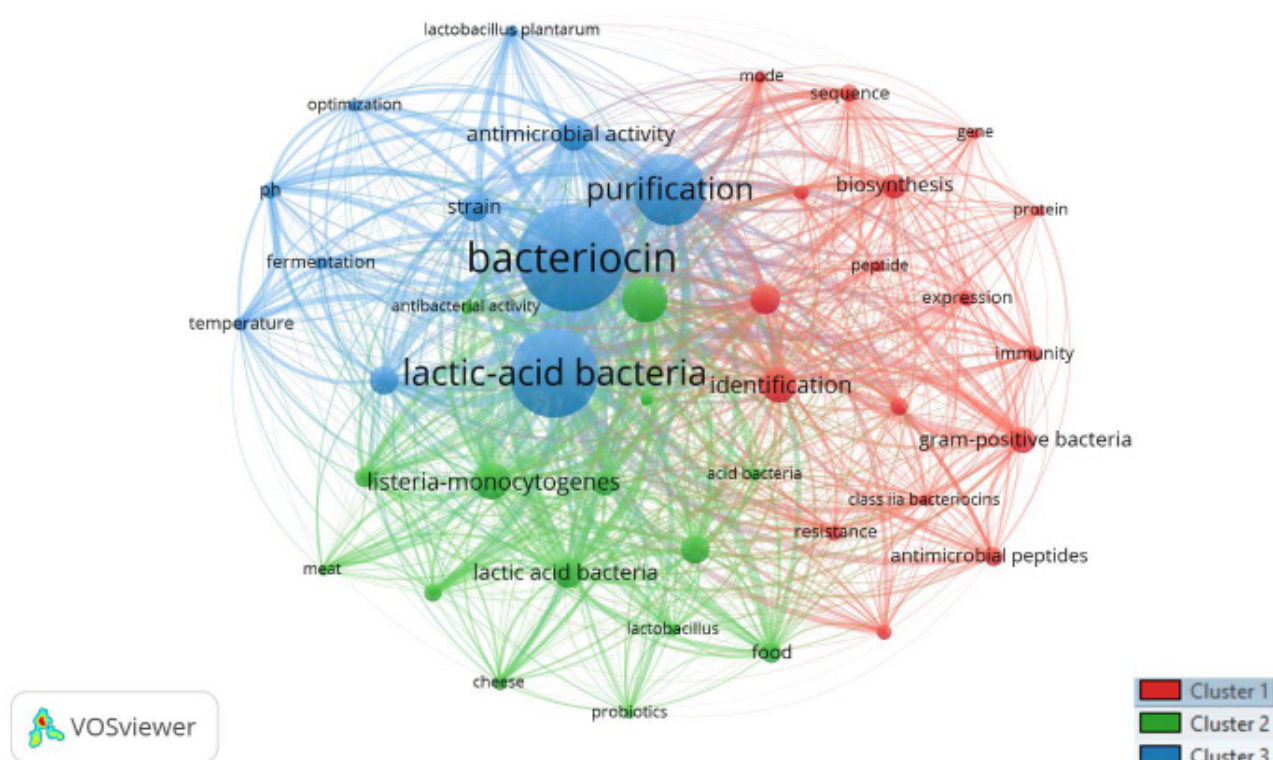 lactobacillus plantarum
mode
sequence
optimization
antimicrobial activity
gene
ph
purification
biosynthesis
strain
protein
bacteriocin
fermentation
peptide
antibacterial activity
expression
temperature
immunity
lactic-acid bacteria
identification
gram-positive bacteria
listeria-monocytogenes
acid bacteria
class iia bacteriocins
resistance
antimicrobial peptides
meat
lactic acid bacteria
lactobacillus
food
cheese
probiotics
VOSviewer
Cluster 1
Cluster 2
Cluster 3